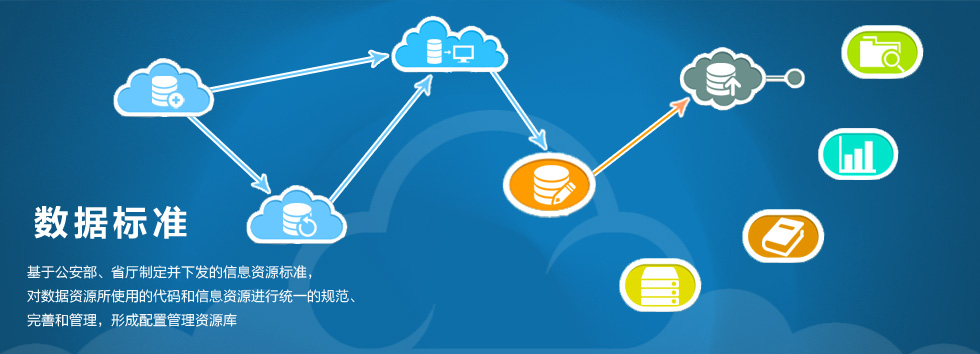 数据标准
基于公安部、省厅制定并下发的信息资源标准，
对数据资源所使用的代码和信息资源进行统一的规范、
完善和管理，形成配置管理资源库